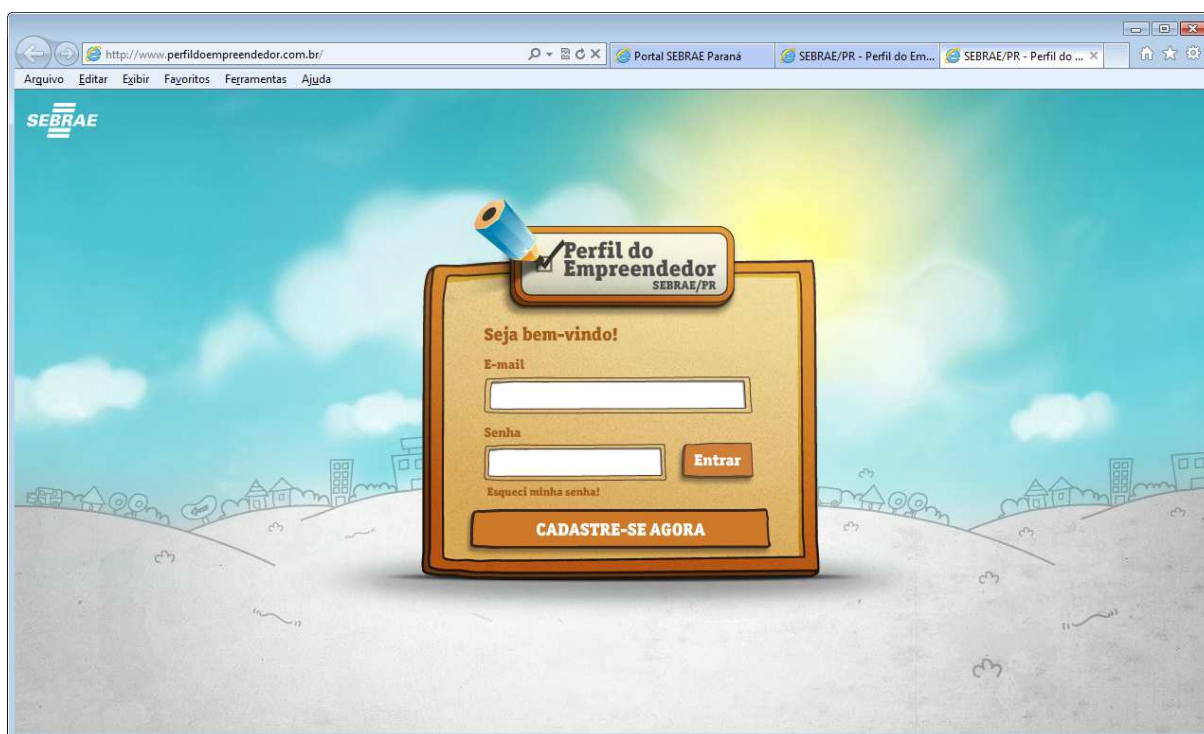 http://www.perfildoempreendedor.com.br/
Portal SEBRAE Paraná
SEBRAE/PR - Perfil do Em...
SEBRAE/PR - Perfil do ...
Arquivo Editar Exibir Favoritos Ferramentas Ajuda
SEBRAE
Perfil do
Empreendedor
SEBRAE/PR
Seja bem-vindo!
E-mail
Senha
Entrar
Esqueci minha senha!
CADASTRE-SE AGORA